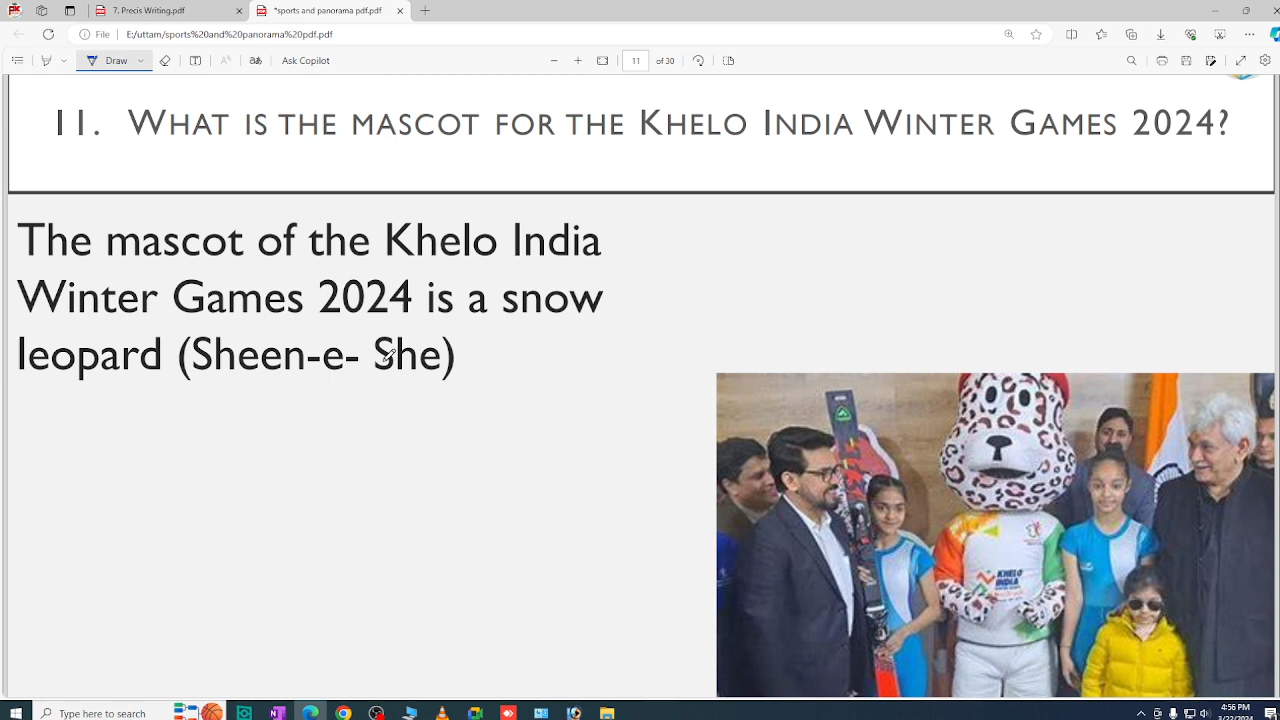 7. Precis Writing.pdf
*sports and panorama pdf.pdf
File
E:/uttam/sports%20and%20panorama%20pdf.pdf
Draw
Ask Copilot
11
of 30
11. WHAT IS THE MASCOT FOR THE KHELO INDIA WINTER GAMES 2024?
The mascot of the Khelo India
Winter Games 2024 is a snow
leopard (Sheen-e- She)
KHELO
INDIA
Type here to search
4:56 PM
3/22/2024